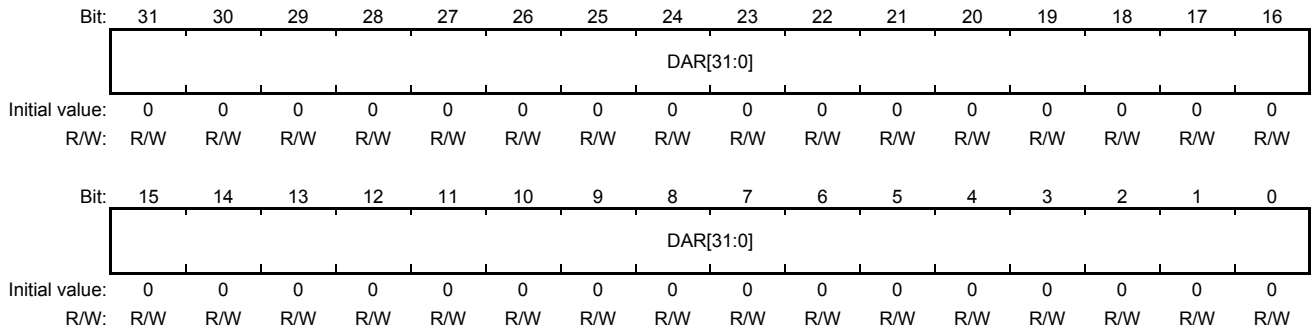 Bit: 31 30 29 28 27 26 25 24 23 22 21 20 19 18 17 16
DAR[31:0]
Initial value: 0 0 0 0 0 0 0 0 0 0 0 0 0 0 0 0
R/W: R/W R/W R/W R/W R/W R/W R/W R/W R/W R/W R/W R/W R/W R/W R/W R/W
Bit: 15 14 13 12 11 10 9 8 7 6 5 4 3 2 1 0
DAR[31:0]
Initial value: 0 0 0 0 0 0 0 0 0 0 0 0 0 0 0 0
R/W: R/W R/W R/W R/W R/W R/W R/W R/W R/W R/W R/W R/W R/W R/W R/W R/W